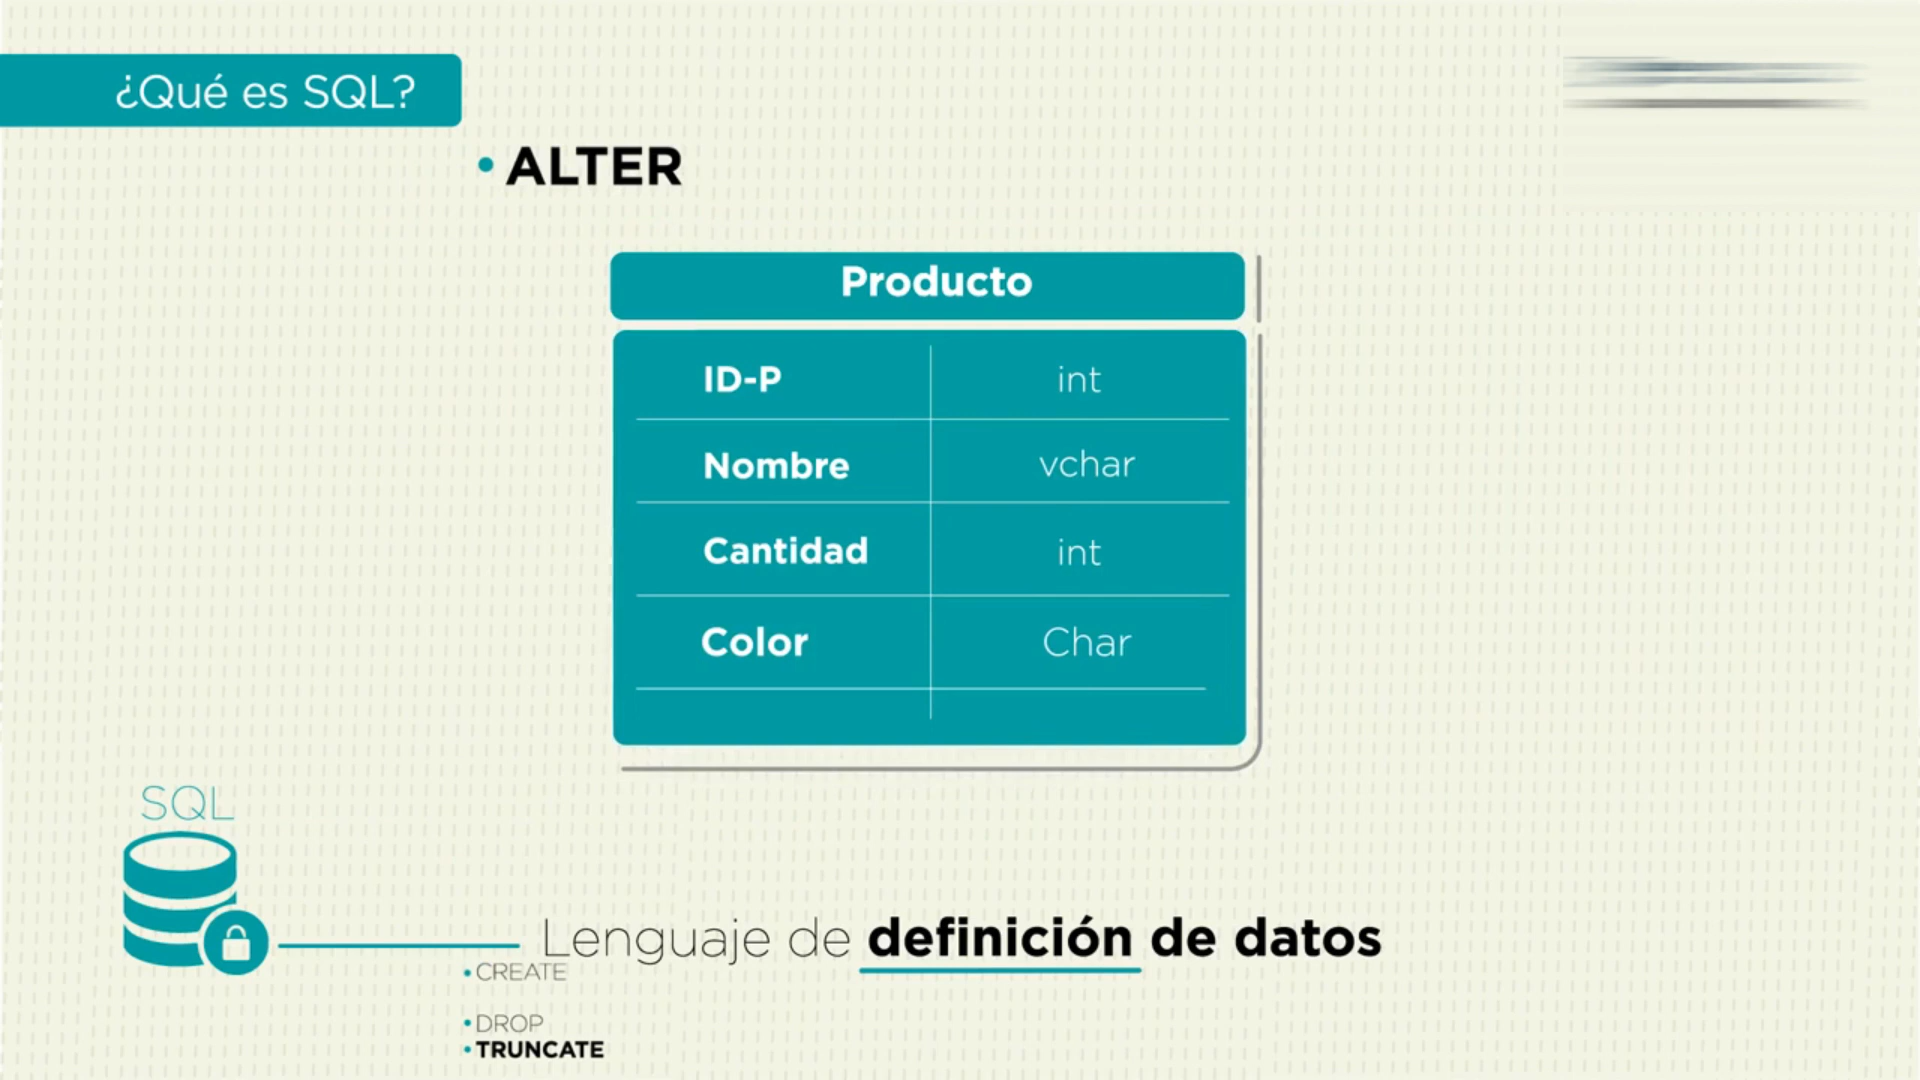 ¿Qué es SQL?
• ALTER
Producto
ID-P int
Nombre vchar
Cantidad int
Color Char
SQL
Lenguaje de definición de datos
• CREATE
• DROP
• TRUNCATE